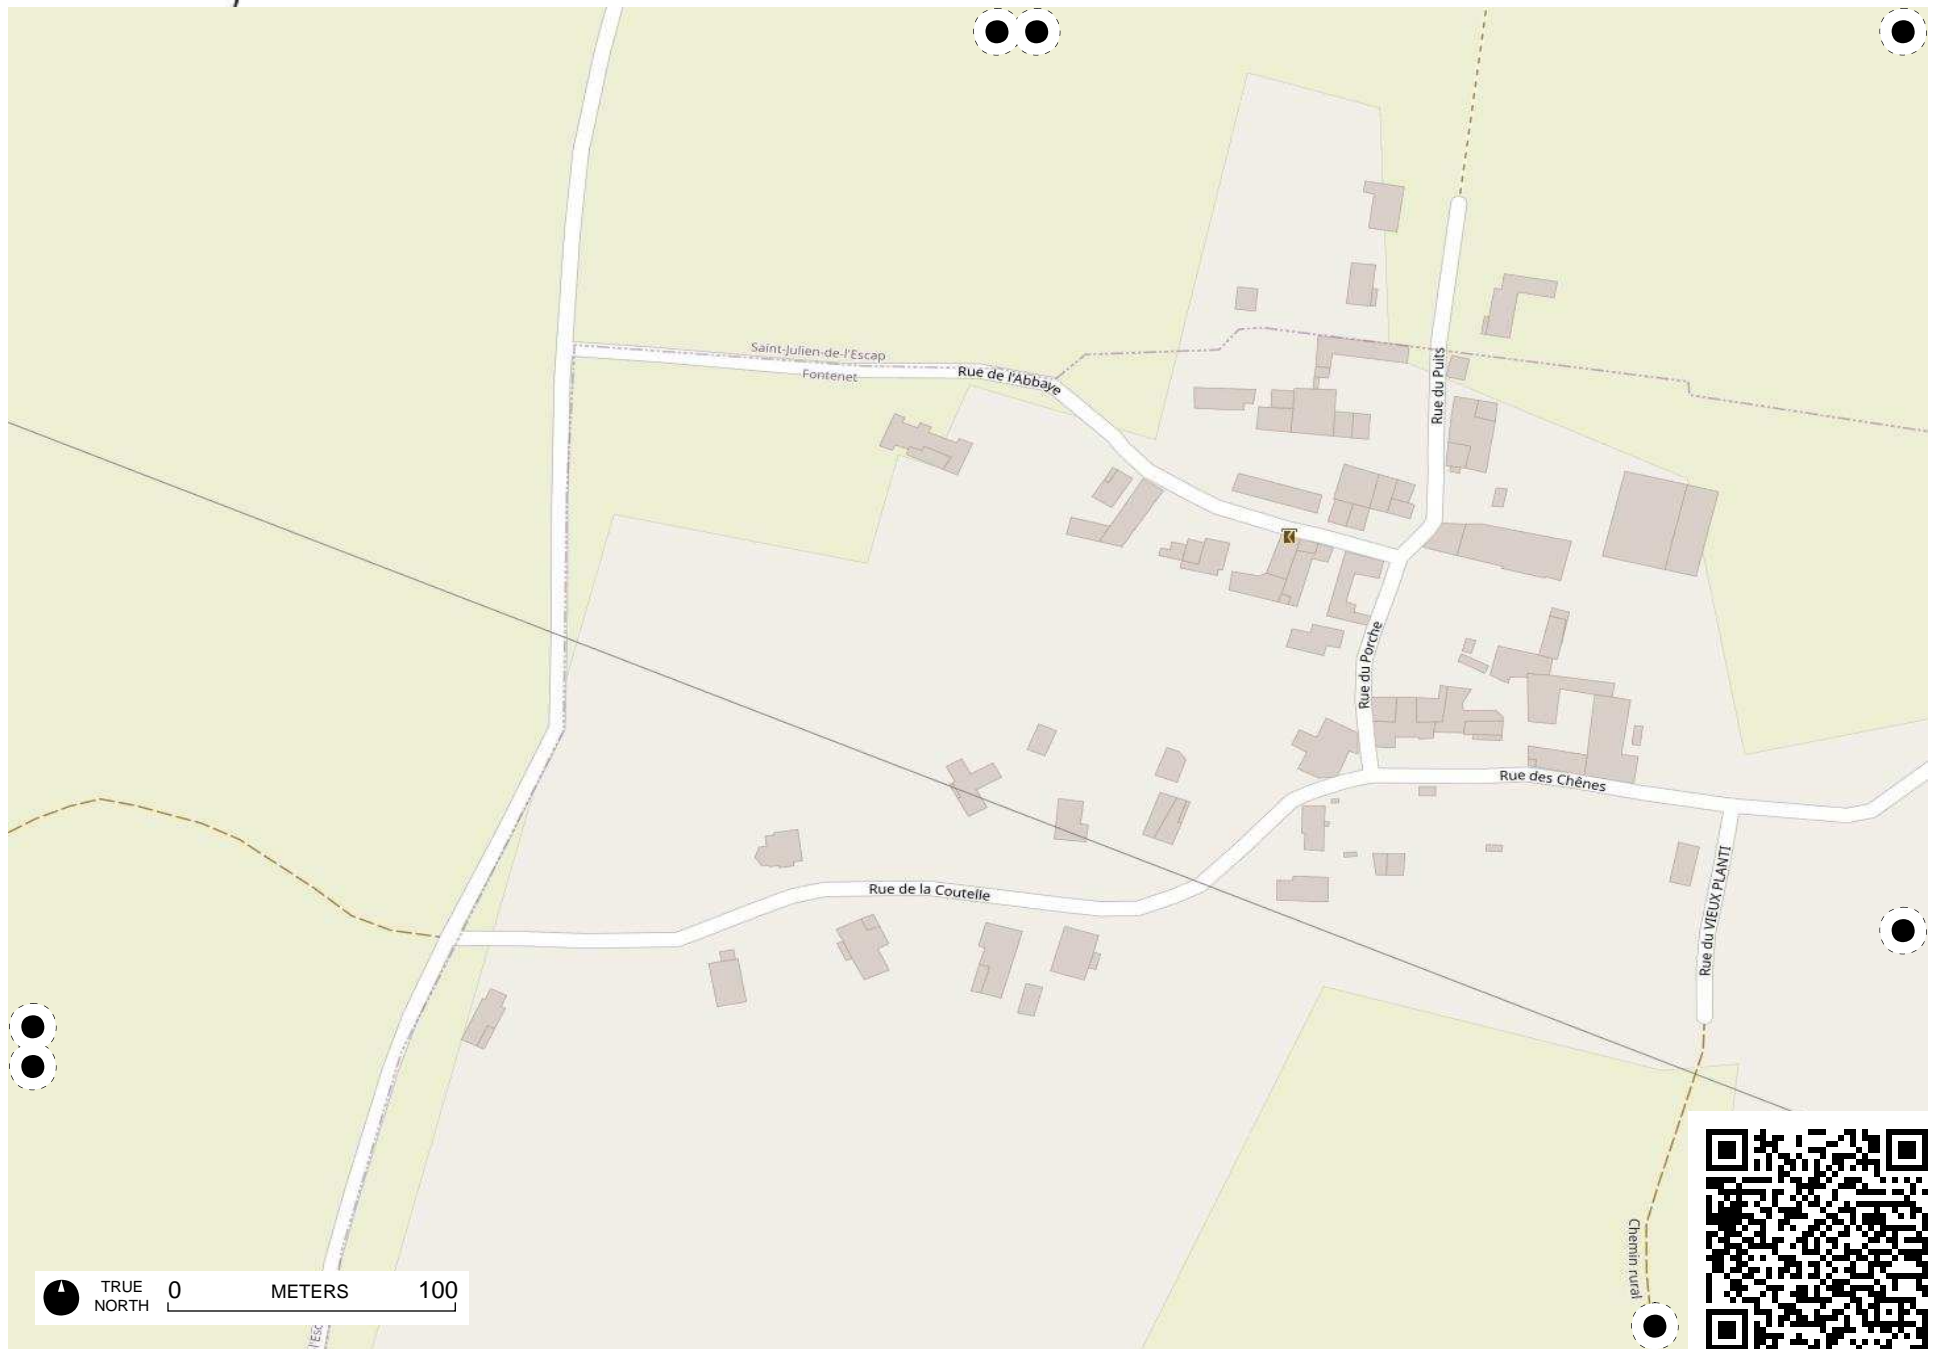 Saint-Julien-de-l'Escap
Fontenet
Rue de l'Abbaye
Rue du Puits
Rue du Porche
Rue des Chênes
Rue de la Coutelle
Rue du VIEUX PLANTI
Chemin rural
TRUE
NORTH
0 METERS 100